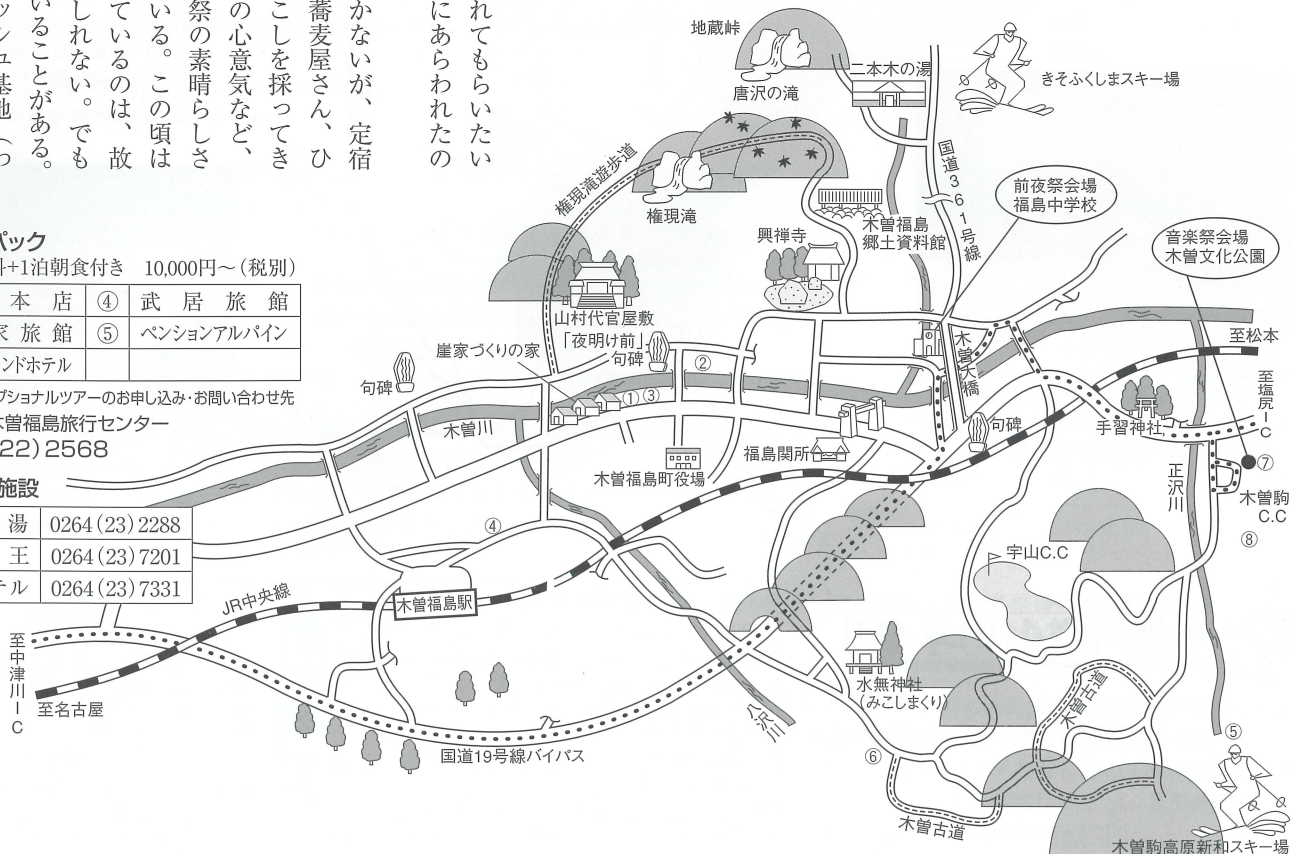 れてもらいたい
にあらわれたの
かないが、定宿
蕎麦屋さん、ひ
こしを採ってき
の心意気など、
祭の素晴らしさ
いる。この頃は
ているのは、故
しれない。でも
いることがある。
パック
+1泊朝食付き 10,000円〜(税別)
本店 ④ 武居旅館
旅館 ⑤ ペンションアルパイン
ンドホテル
プショナルツアーのお申し込み・お問い合わせ先
木曽福島旅行センター
22)2568
施設
湯 0264(23)2288
王 0264(23)7201
テル 0264(23)7331
地蔵峠
唐沢の滝
二本木の湯
きそふくしまスキー場
国道361号線
権現滝遊歩道
権現滝
木曽福島
郷土資料館
興禅寺
前夜祭会場
福島中学校
音楽祭会場
木曽文化公園
山村代官屋敷
「夜明け前」
句碑
崖家づくりの家
句碑
②
①③
木曽川
木曽大橋
至松本
至塩尻IC
手習神社
句碑
福島関所
木曽福島町役場
正沢川
⑦
木曽駒
C.C
⑧
④
宇山C.C
JR中央線
木曽福島駅
至中津川IC
至名古屋
国道19号線バイパス
八沢川
水無神社
(みこしまくり)
木曽古道
⑥
木曽古道
⑤
木曽駒高原新和スキー場